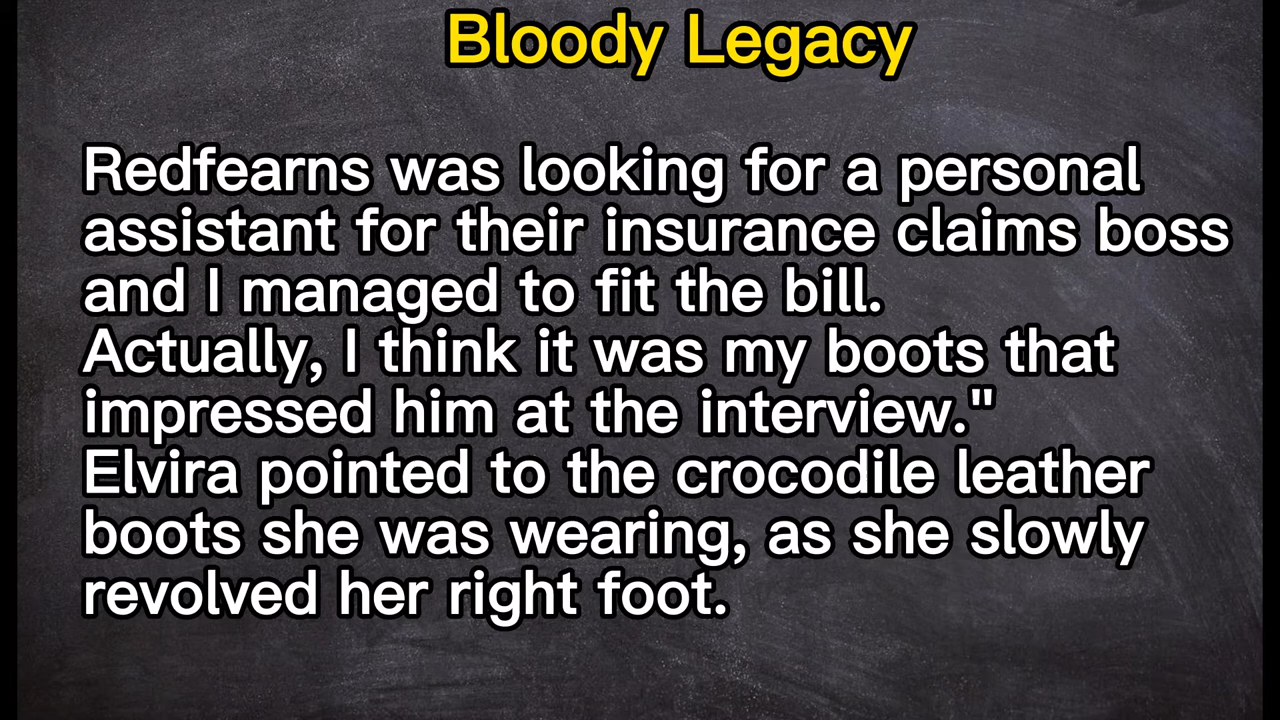 Bloody Legacy
Redfearns was looking for a personal
assistant for their insurance claims boss
and I managed to fit the bill.
Actually, I think it was my boots that
impressed him at the interview."
Elvira pointed to the crocodile leather
boots she was wearing, as she slowly
revolved her right foot.